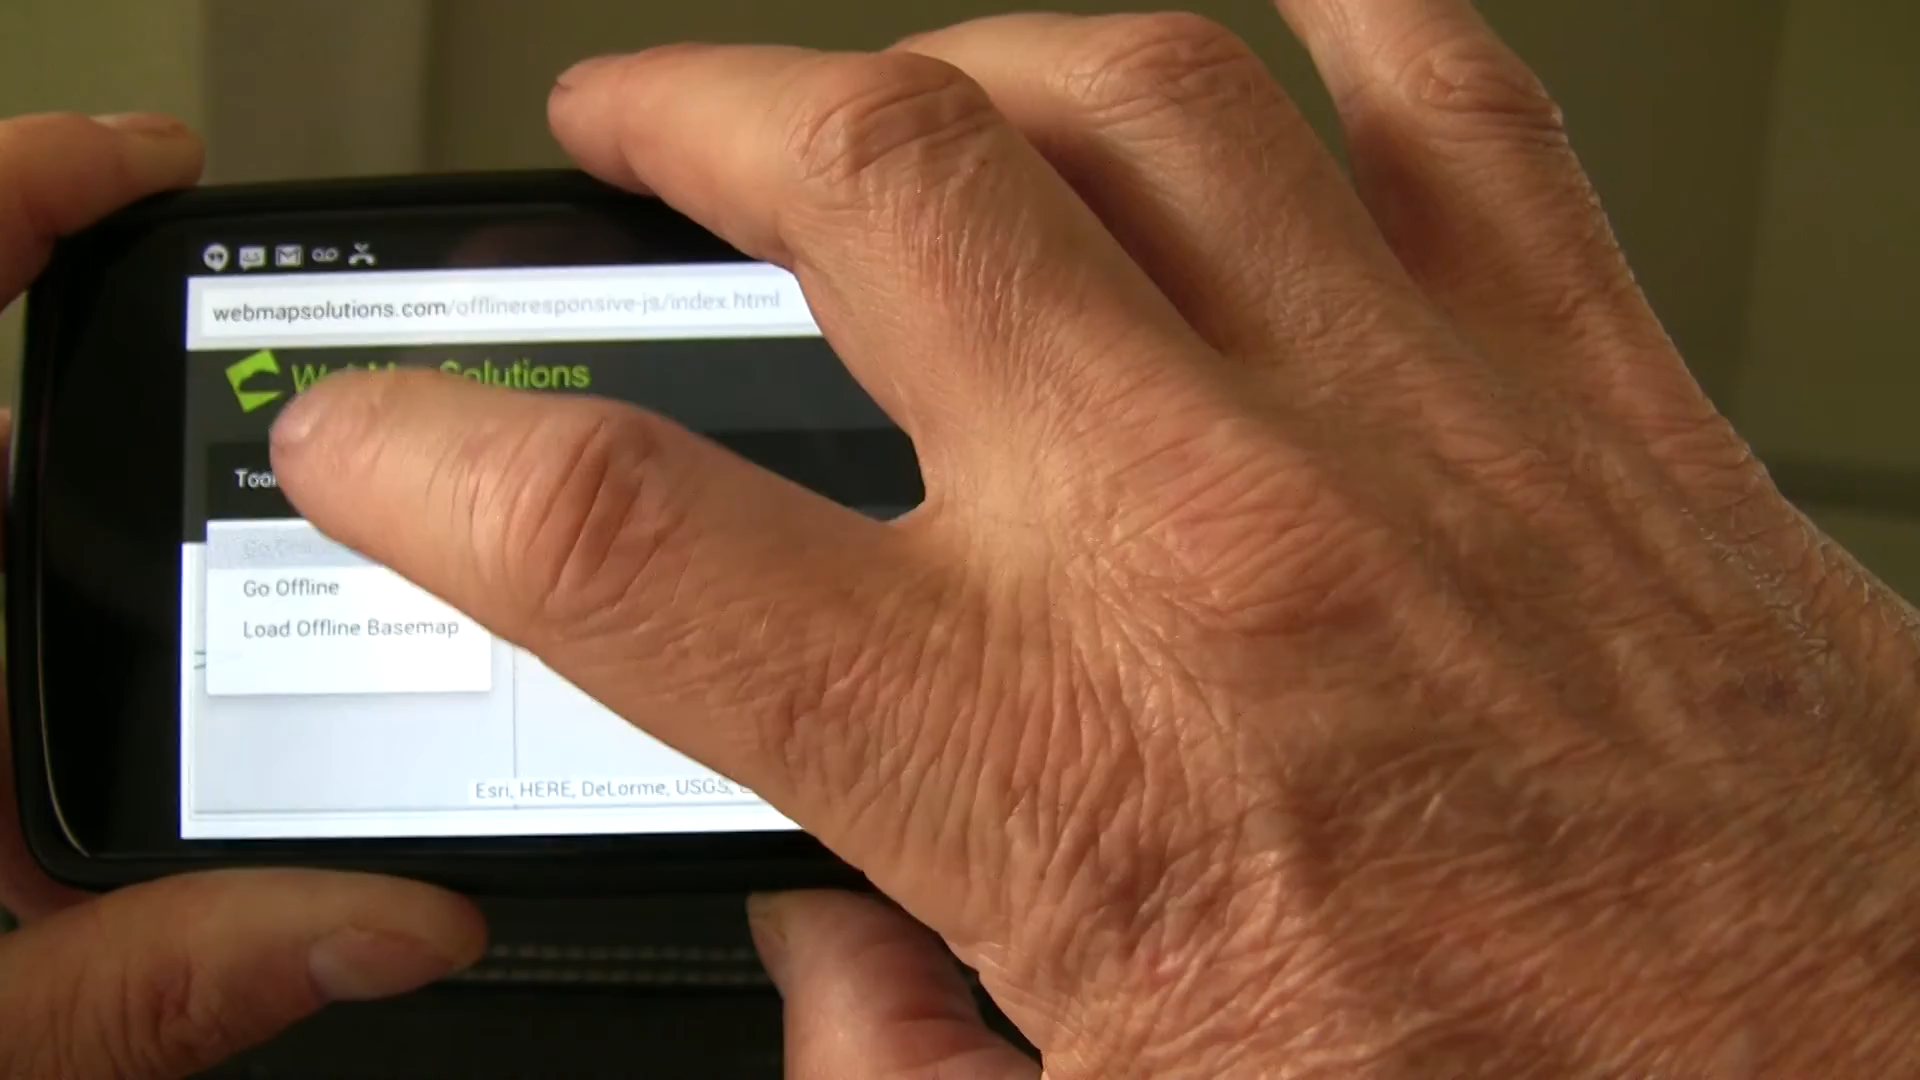 webmapsolutions.com/offlineresponsive-js/index.html
Solutions
Go Offline
Load Offline Basemap
Esri, HERE, DeLorme, USGS,